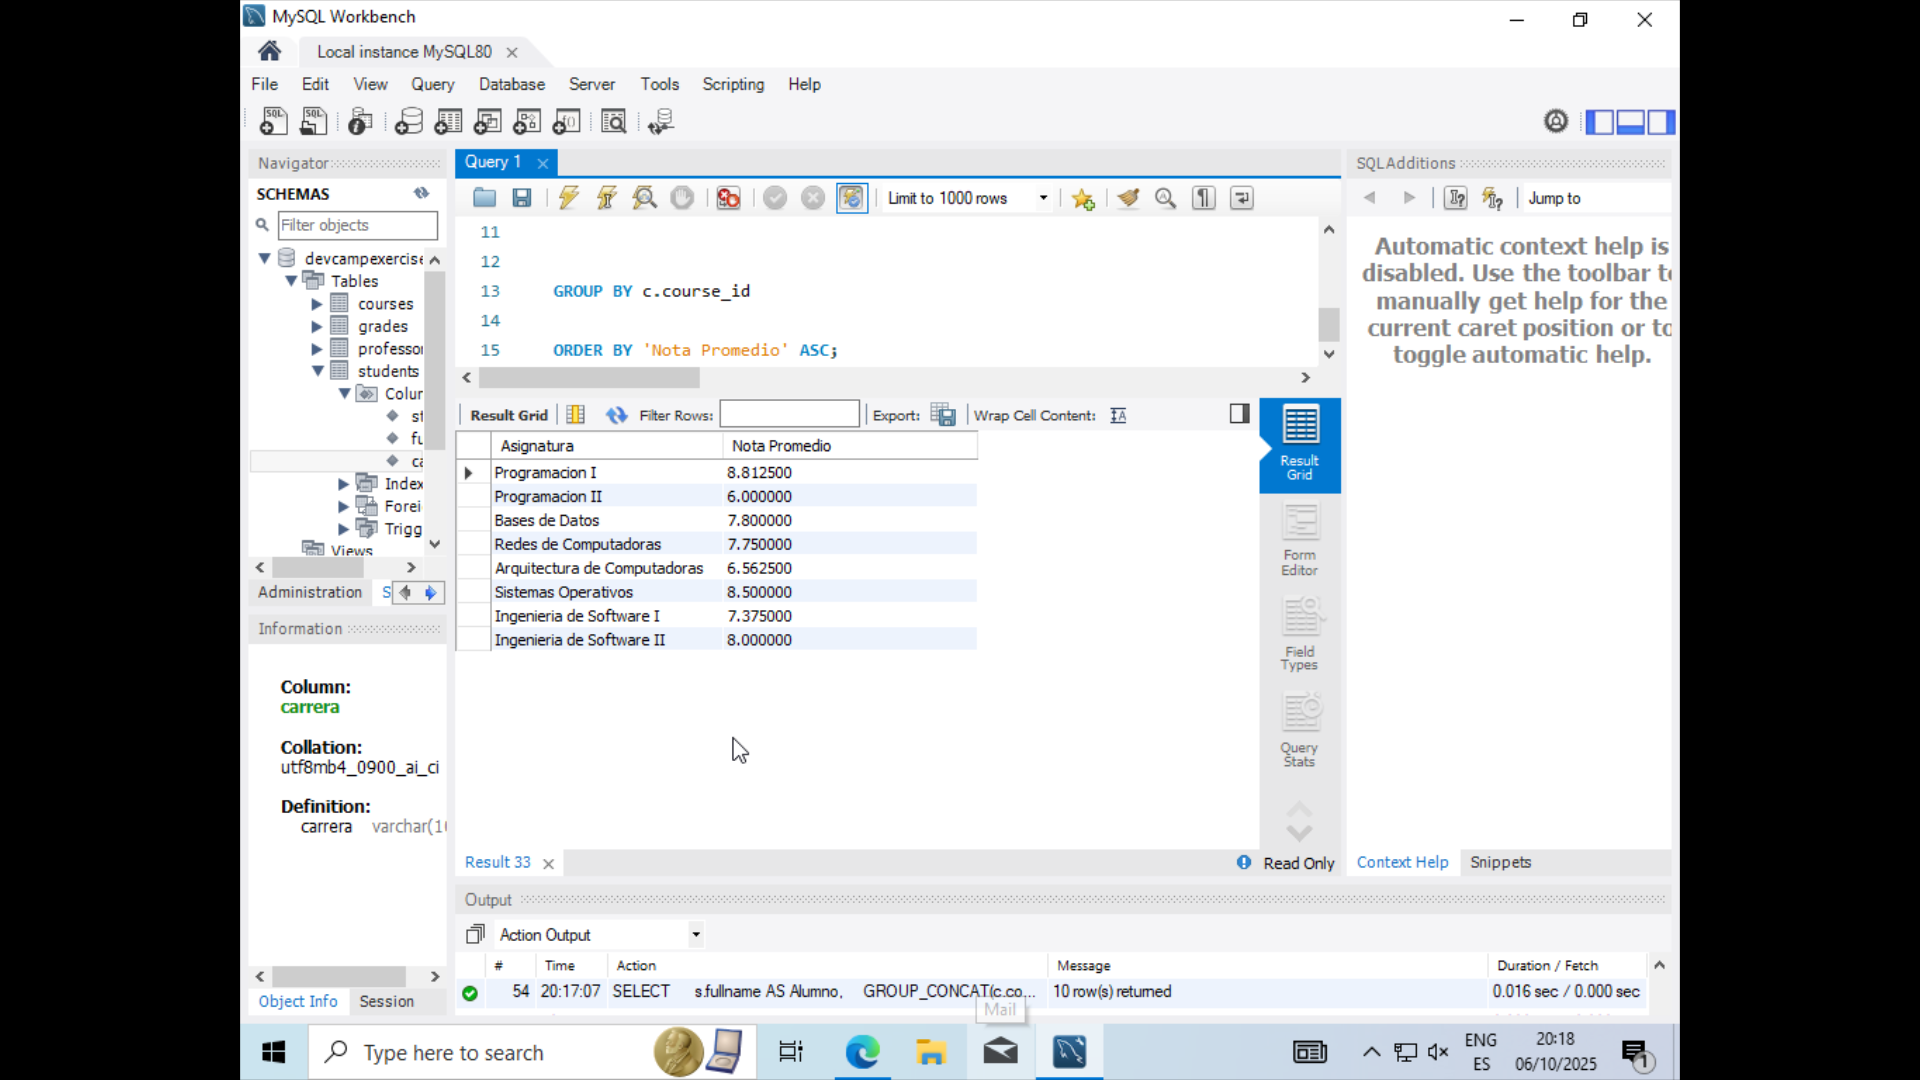 MySQL Workbench
Local instance MySQL80
File Edit View Query Database Server Tools Scripting Help
Navigator
SCHEMAS
Filter objects
devcampexercise
Tables
courses
grades
professor
students
Colur
st
fu
ca
Index
Forei
Trigg
Views
Administration S
Information
Column:
carrera
Collation:
utf8mb4_0900_ai_ci
Definition:
carrera varchar(10
Object Info Session
Query 1
Limit to 1000 rows
11
12
13 GROUP BY c.course_id
14
15 ORDER BY 'Nota Promedio' ASC;
Result Grid Filter Rows: Export: Wrap Cell Content:
Asignatura Nota Promedio
Programacion I 8.812500
Programacion II 6.000000
Bases de Datos 7.800000
Redes de Computadoras 7.750000
Arquitectura de Computadoras 6.562500
Sistemas Operativos 8.500000
Ingenieria de Software I 7.375000
Ingenieria de Software II 8.000000
Result Grid
Form Editor
Field Types
Query Stats
Result 33
Read Only
SQLAdditions
Jump to
Automatic context help is
disabled. Use the toolbar to
manually get help for the
current caret position or to
toggle automatic help.
Context Help Snippets
Output
Action Output
# Time Action Message Duration / Fetch
54 20:17:07 SELECT s.fullname AS Alumno, GROUP_CONCAT(c.co... 10 row(s) returned 0.016 sec / 0.000 sec
Mail
Type here to search
ENG
ES
20:18
06/10/2025
1